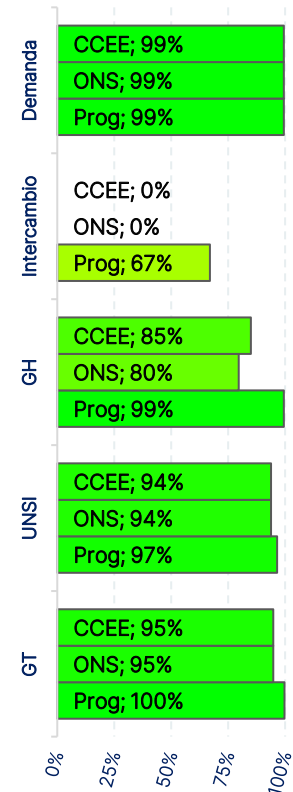 Demanda
CCEE; 99%
ONS; 99%
Prog; 99%
Intercambio
CCEE; 0%
ONS; 0%
Prog; 67%
GH
CCEE; 85%
ONS; 80%
Prog; 99%
UNSI
CCEE; 94%
ONS; 94%
Prog; 97%
GT
CCEE; 95%
ONS; 95%
Prog; 100%
0%
25%
50%
75%
100%